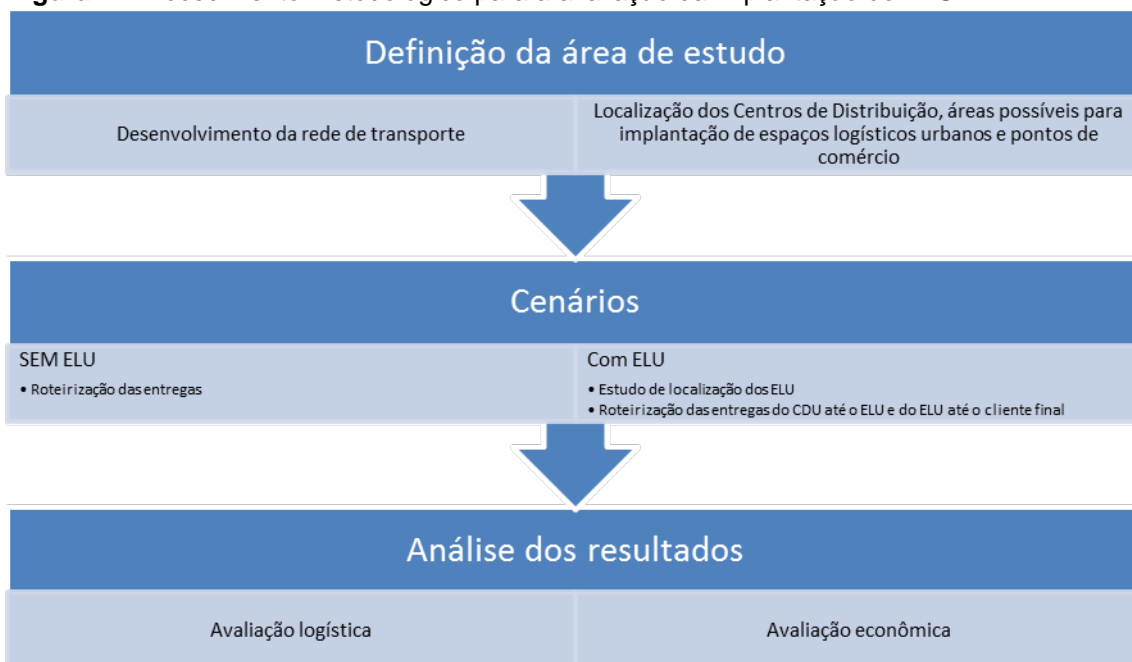 Definição da área de estudo
Desenvolvimento da rede de transporte
Localização dos Centros de Distribuição, áreas possíveis para
implantação de espaços logísticos urbanos e pontos de
comércio
Cenários
SEM ELU
• Roteirização das entregas
Com ELU
• Estudo de localização dos ELU
• Roteirização das entregas do CDU até o ELU e do ELU até o cliente final
Análise dos resultados
Avaliação logística
Avaliação econômica